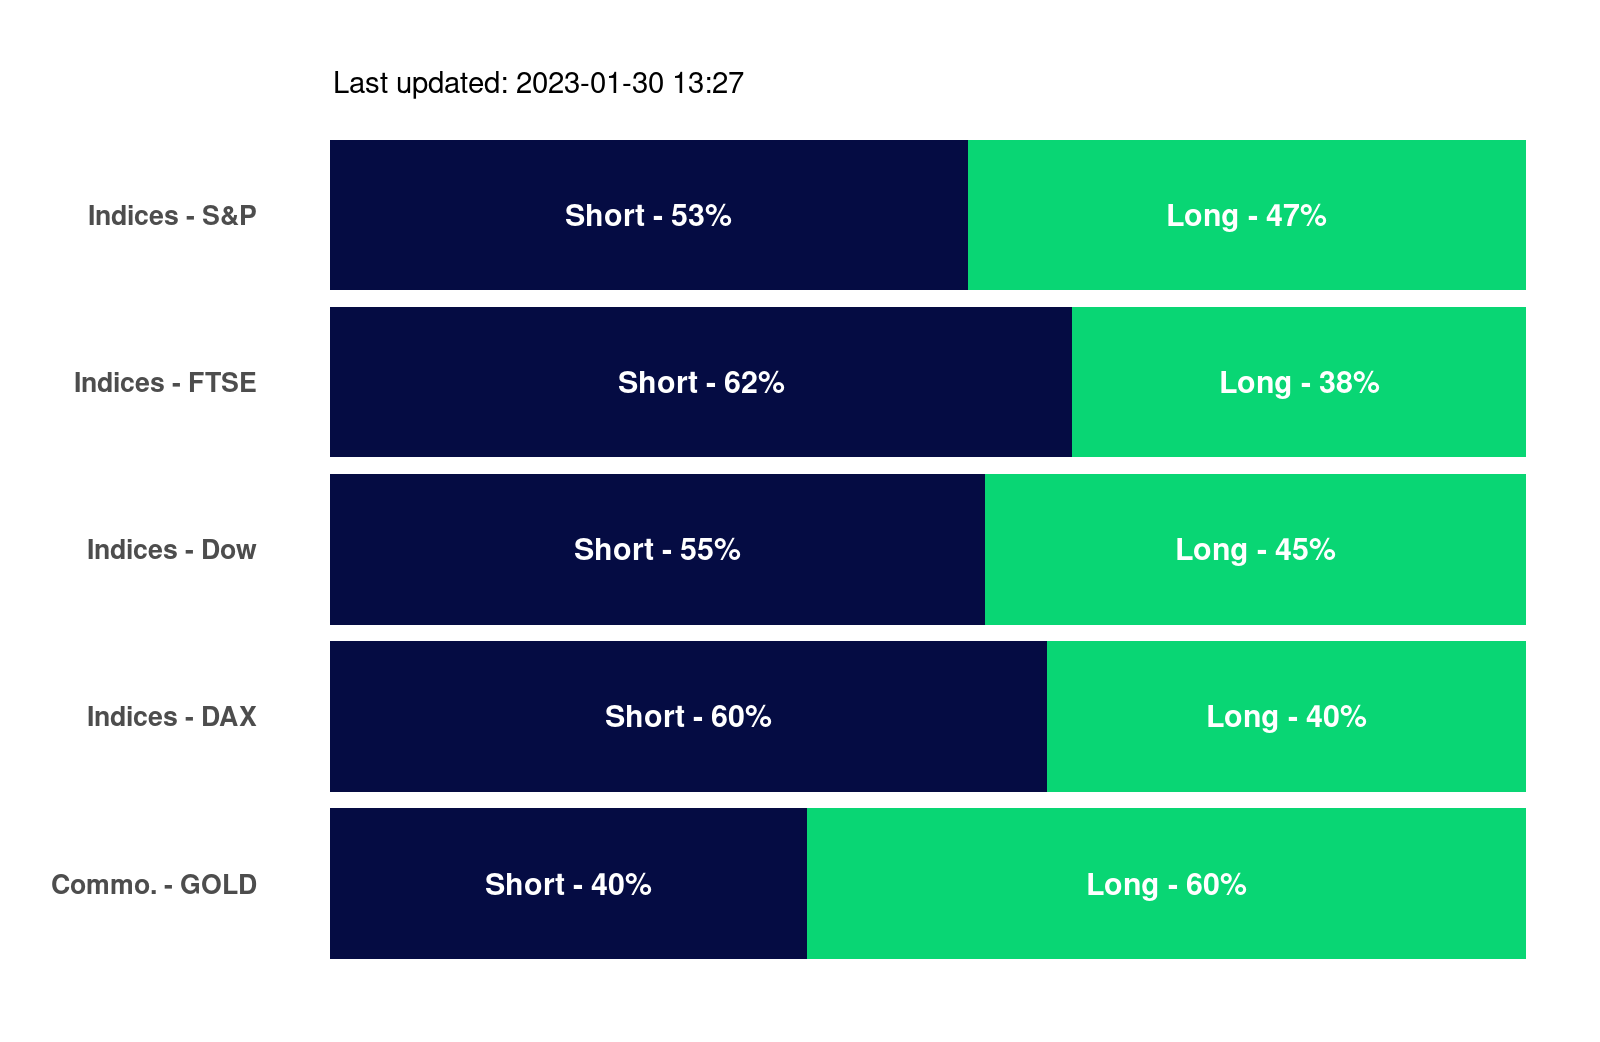 Last updated: 2023-01-30 13:27
Indices - S&P Short - 53% Long - 47%
Indices - FTSE Short - 62% Long - 38%
Indices - Dow Short - 55% Long - 45%
Indices - DAX Short - 60% Long - 40%
Commo. - GOLD Short - 40% Long - 60%